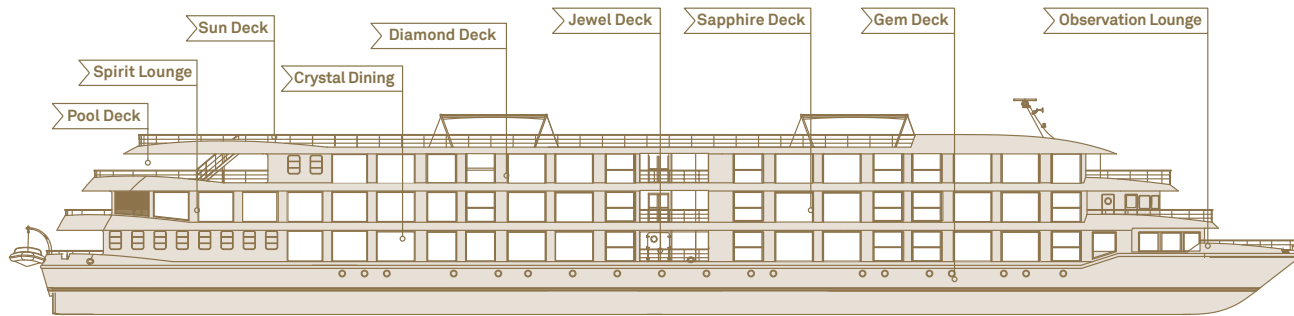 Jewel Deck
Sapphire Deck
Gem Deck
Observation Lounge
Sun Deck
Diamond Deck
Spirit Lounge
Crystal Dining
Pool Deck